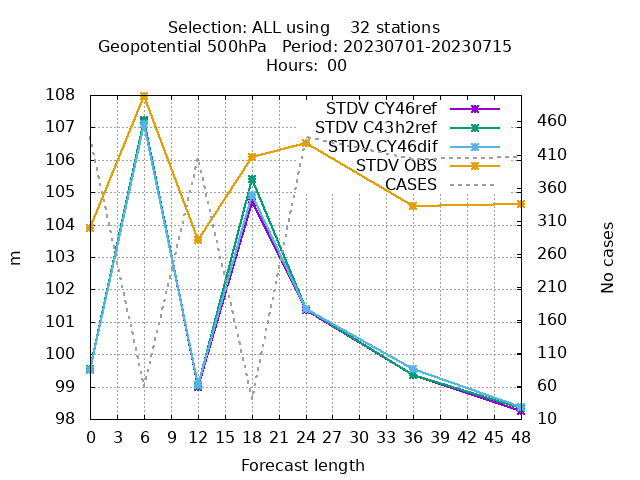 Selection: ALL using    32 stations
Geopotential 500hPa   Period: 20230701-20230715
Hours:  00
108
107
106
105
104
103
102
101
100
99
98
m
STDV CY46ref
STDV C43h2ref
STDV CY46dif
STDV OBS
CASES
460
410
360
310
260
210
160
110
60
10
No cases
0 3 6 9 12 15 18 21 24 27 30 33 36 39 42 45 48
Forecast length